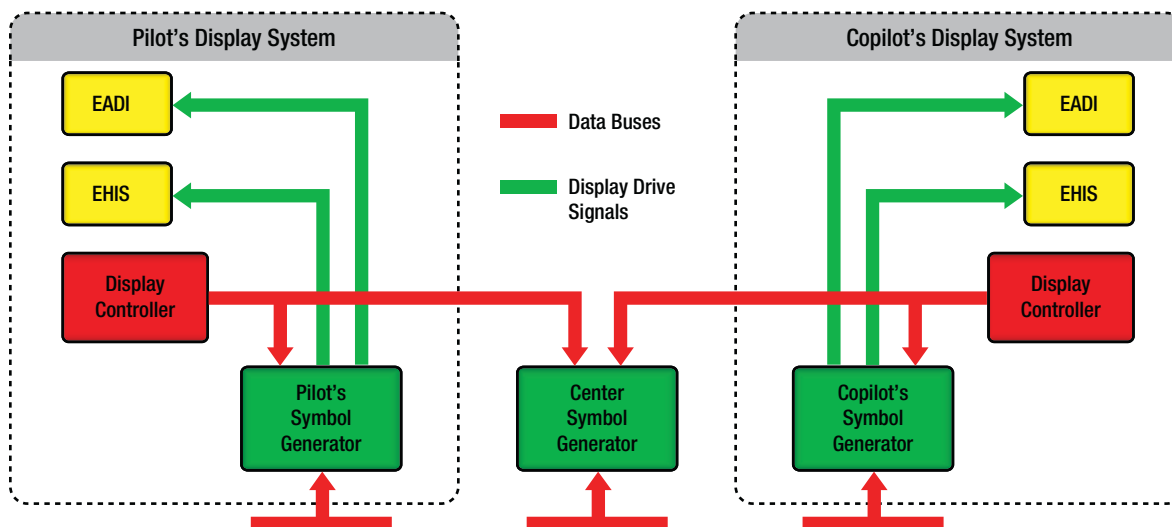 Pilot’s Display System
Copilot’s Display System
EADI
EHIS
Display
Controller
Data Buses
Display Drive
Signals
EADI
EHIS
Display
Controller
Pilot’s
Symbol
Generator
Center
Symbol
Generator
Copilot’s
Symbol
Generator